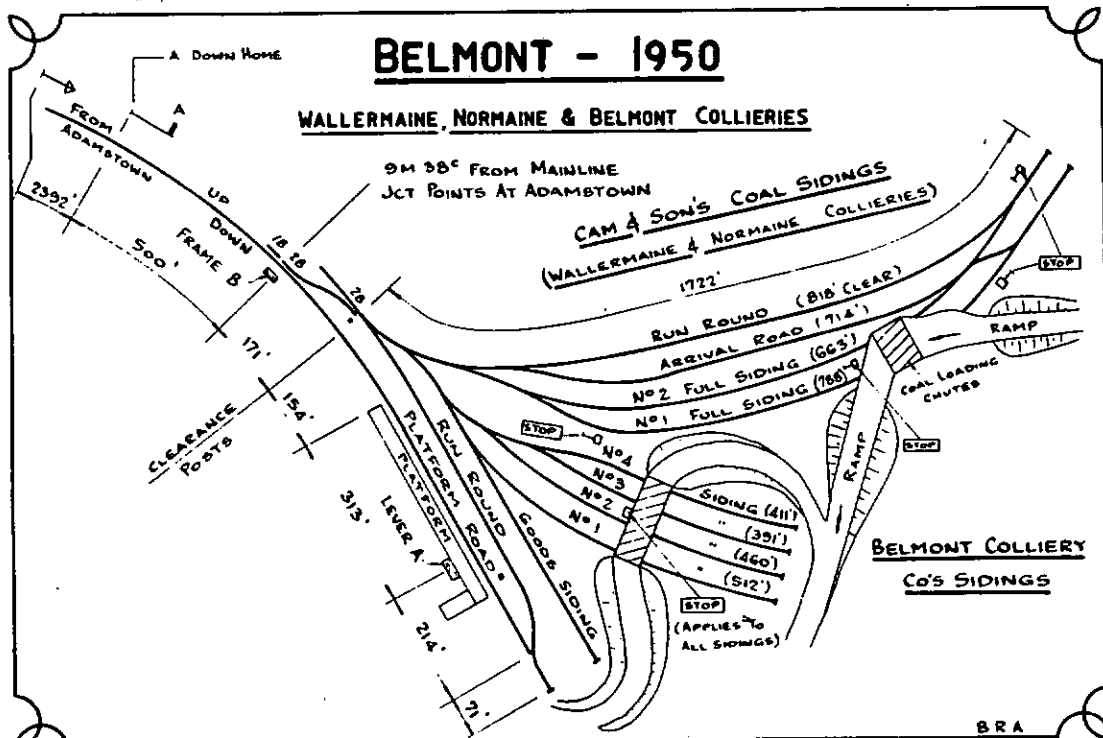 BELMONT - 1950
WALLERMAINE, NORMAINE & BELMONT COLLIERIES
A DOWN HOME
A
FROM
ADAMSTOWN
9M 38C FROM MAINLINE
JCT POINTS AT ADAMSTOWN
UP
DOWN
FRAME B
1B 2B
2B
2392'
500'
171'
154'
313'
214'
71'
CLEARANCE
POSTS
CAM & SON'S COAL SIDINGS
(WALLERMAINE & NORMAINE COLLIERIES)
1722'
RUN ROUND (818' CLEAR)
ARRIVAL ROAD (714')
No 2 FULL SIDING (663')
No 1 FULL SIDING (788')
STOP
RAMP
COAL LOADING
CHUTES
STOP
RAMP
STOP
No 4
No 3
No 2
No 1
SIDING (411')
" (391')
" (460')
" (512')
STOP
(APPLIES TO
ALL SIDINGS)
BELMONT COLLIERY
CO'S SIDINGS
PLATFORM
PLATFORM ROAD
RUN ROUND
GOODS SIDING
LEVER A
BRA